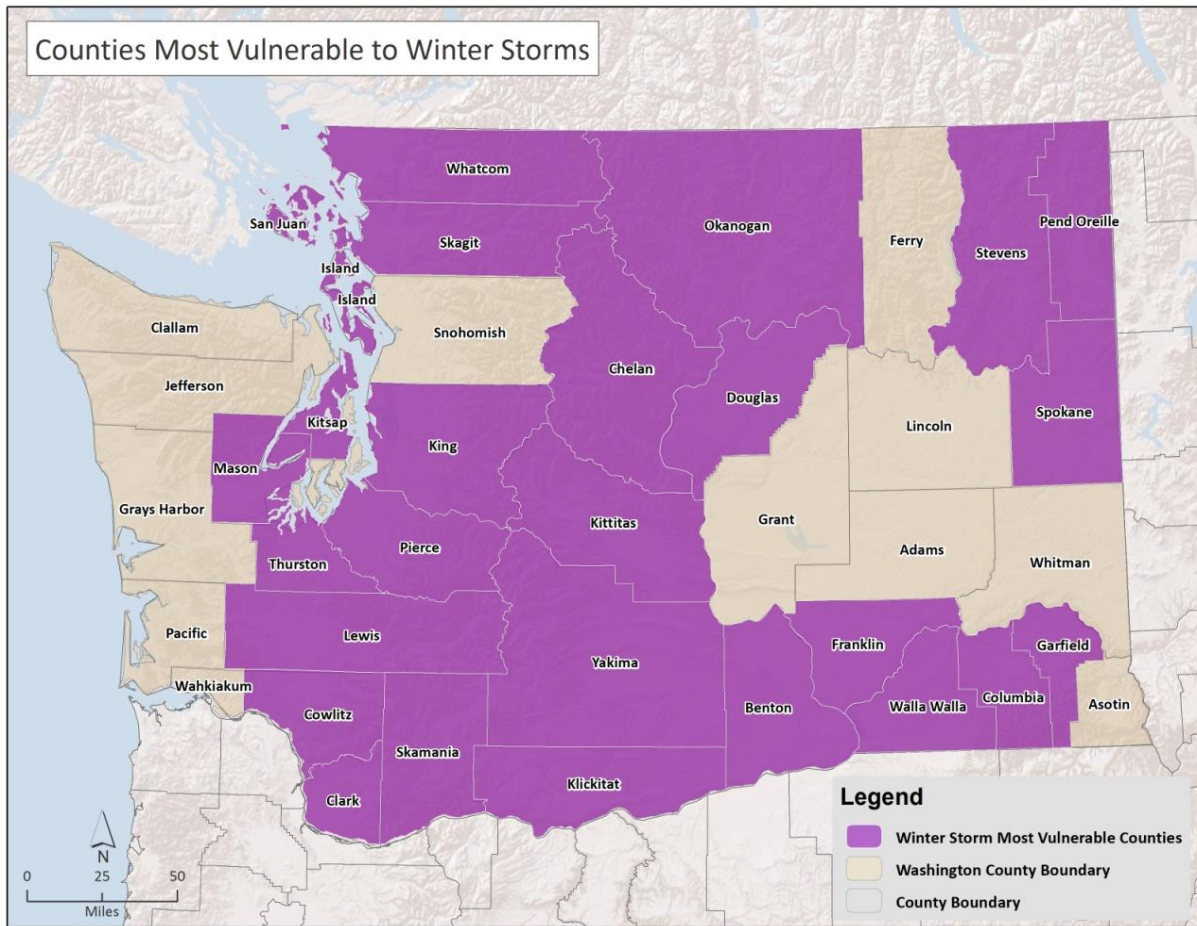 Counties Most Vulnerable to Winter Storms
Whatcom
San Juan
Skagit
Okanogan
Ferry
Stevens
Pend Oreille
Island
Island
Clallam
Snohomish
Jefferson
Chelan
Douglas
Kitsap
King
Lincoln
Spokane
Mason
Grays Harbor
Kittitas
Grant
Thurston
Pierce
Adams
Whitman
Pacific
Lewis
Yakima
Franklin
Garfield
Wahkiakum
Cowlitz
Skamania
Benton
Walla Walla
Columbia
Asotin
Clark
Klickitat
N
0 25 50
Miles
Legend
Winter Storm Most Vulnerable Counties
Washington County Boundary
County Boundary